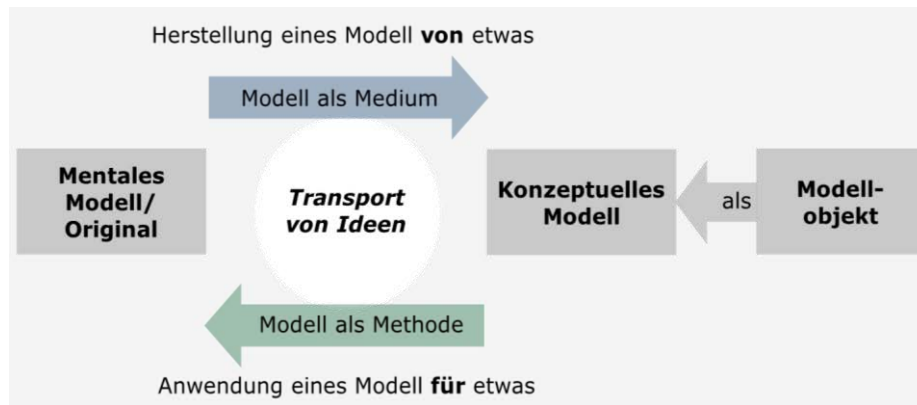 Herstellung eines Modell von etwas
Modell als Medium
Mentales
Modell/
Original
Transport
von Ideen
Konzeptuelles
Modell
als
Modell-
objekt
Modell als Methode
Anwendung eines Modell für etwas